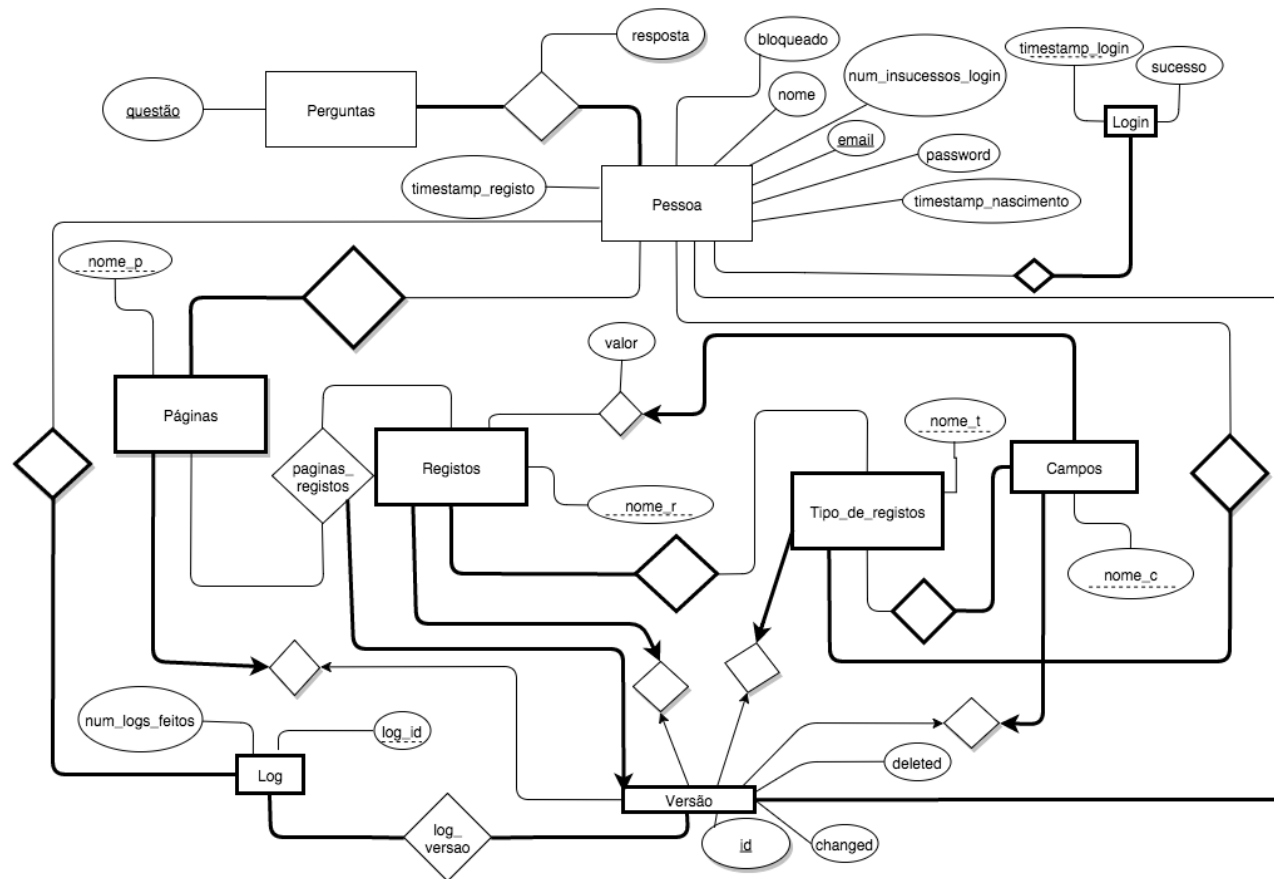 resposta
bloqueado
timestamp_login
num_insucessos_login
sucesso
nome
questão
Perguntas
Login
email
password
timestamp_registo
Pessoa
timestamp_nascimento
nome_p
valor
Páginas
nome_t
paginas_
registos
Registos
Campos
nome_r
Tipo_de_registos
nome_c
num_logs_feitos
log_id
deleted
Log
Versão
log_
versao
id
changed